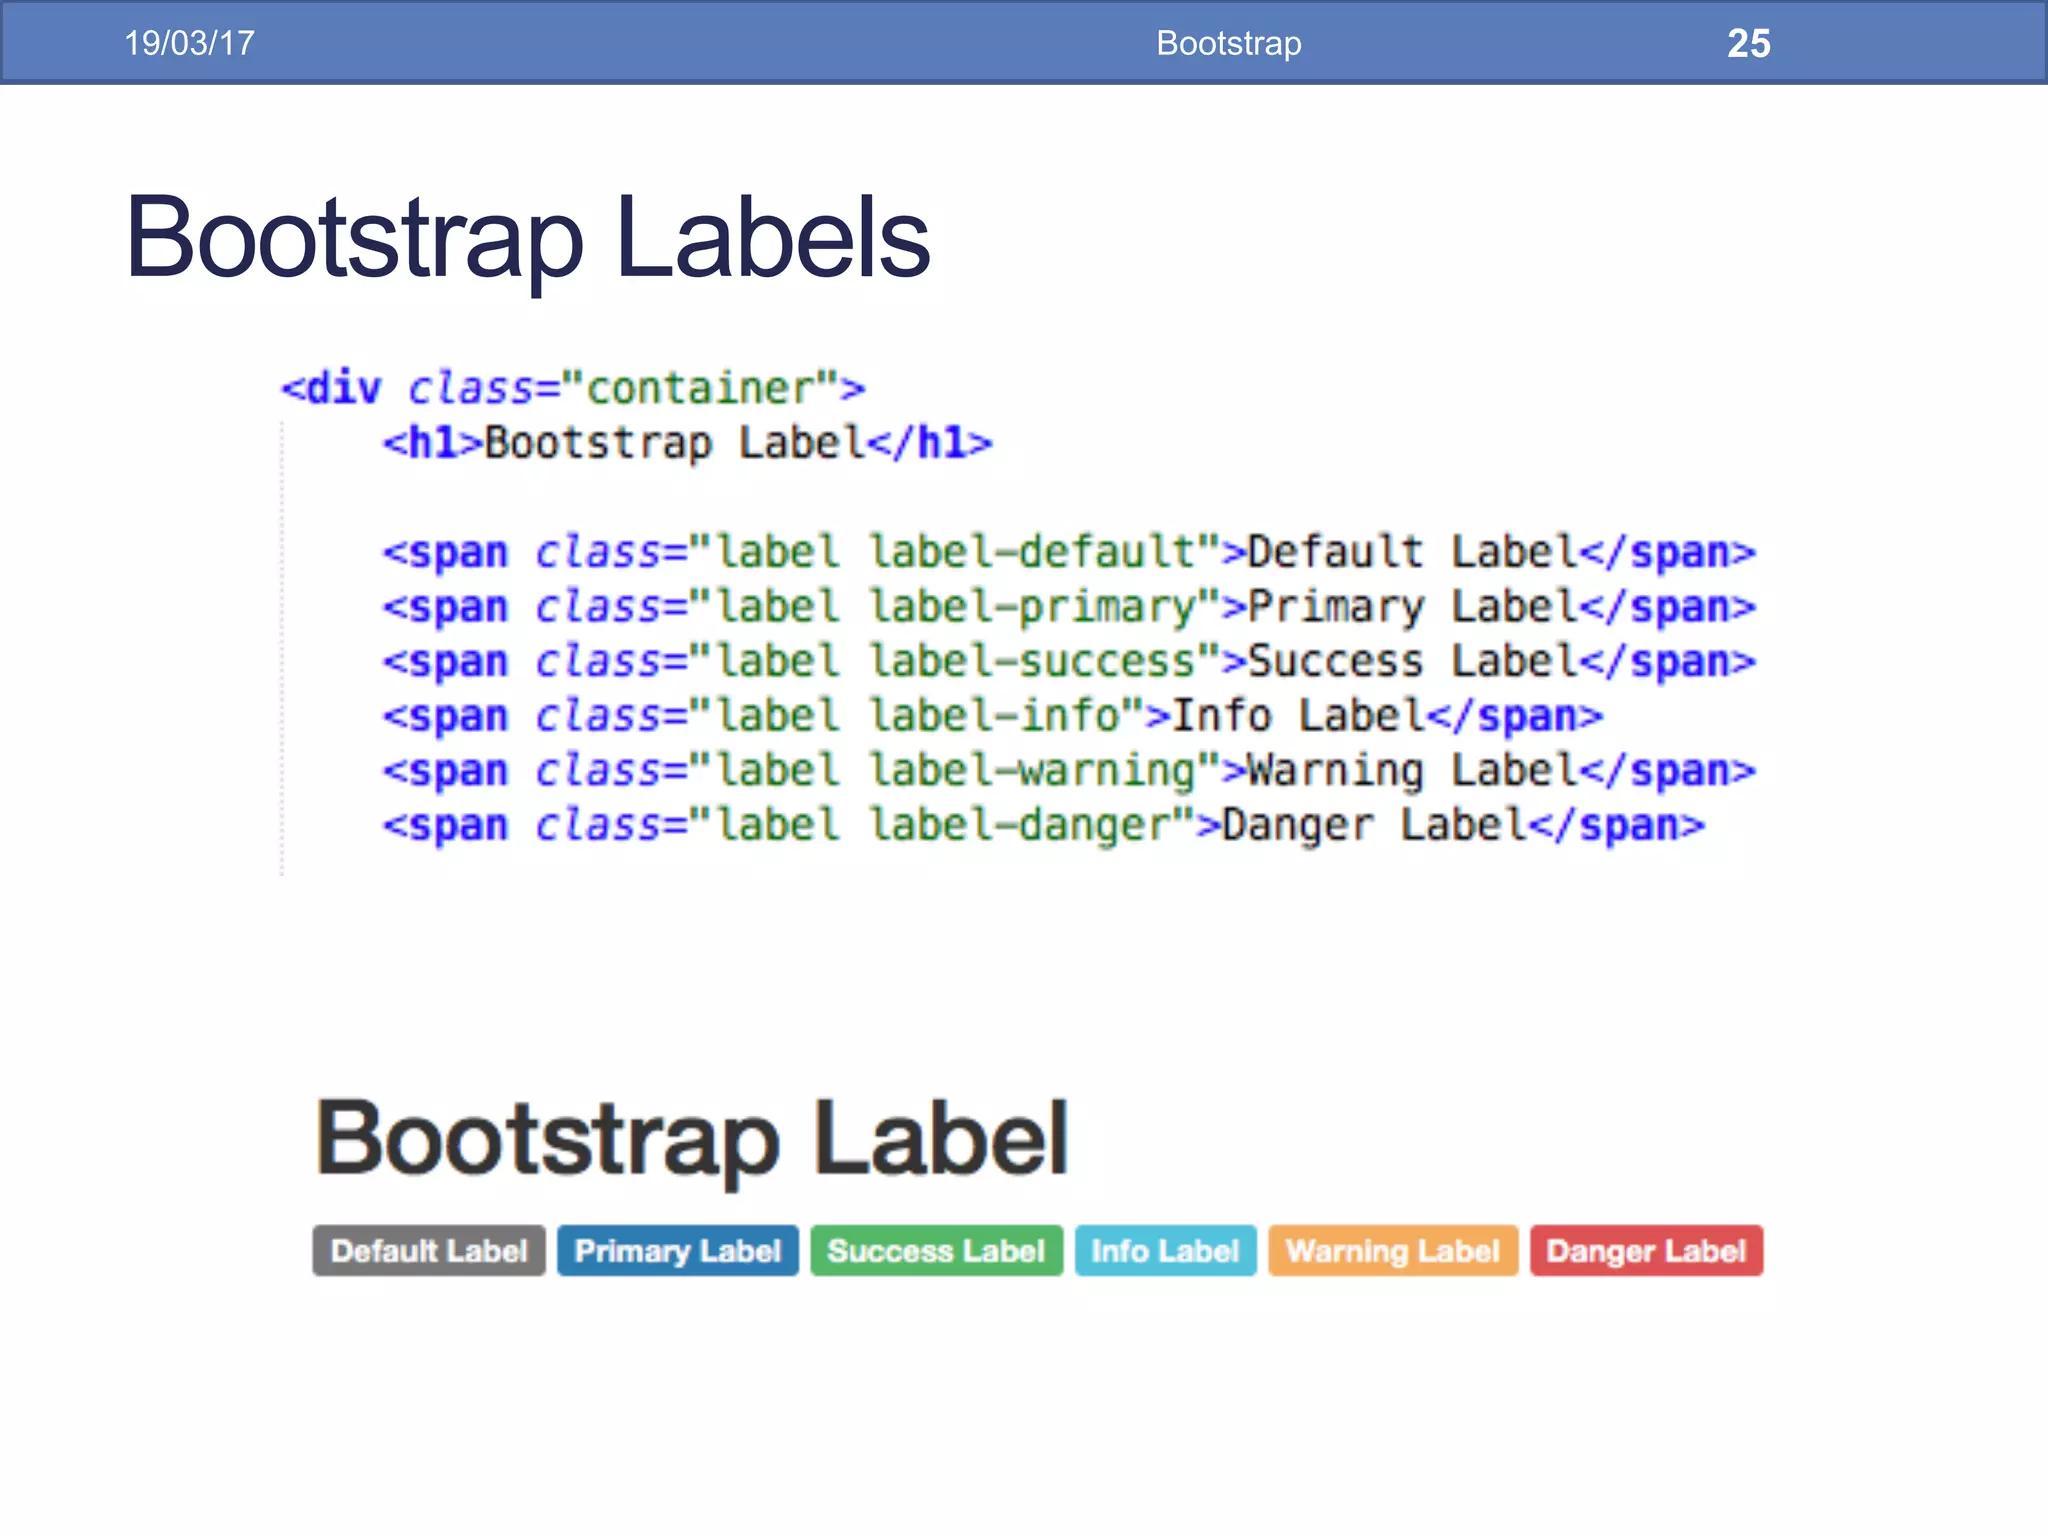 19/03/17 Bootstrap 25
Bootstrap Labels
<div class="container">
<h1>Bootstrap Label</h1>
<span class="label label-default">Default Label</span>
<span class="label label-primary">Primary Label</span>
<span class="label label-success">Success Label</span>
<span class="label label-info">Info Label</span>
<span class="label label-warning">Warning Label</span>
<span class="label label-danger">Danger Label</span>
Bootstrap Label
Default Label Primary Label Success Label Info Label Warning Label Danger Label